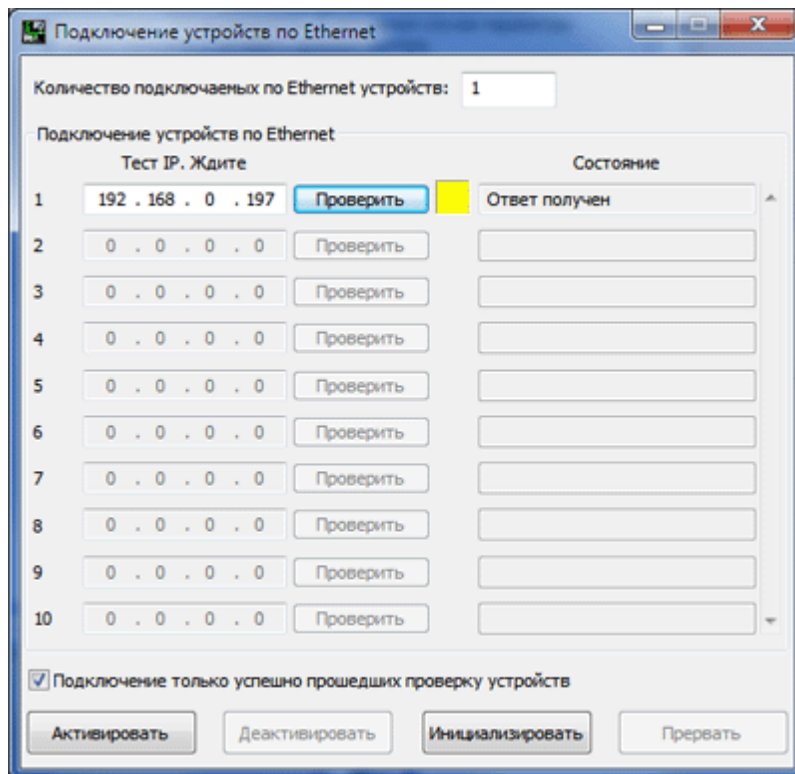 Подключение устройств по Ethernet
Количество подключаемых по Ethernet устройств: 1
Подключение устройств по Ethernet
Тест IP. Ждите Состояние
1 192 . 168 . 0 . 197 Проверить Ответ получен
2 0 . 0 . 0 . 0 Проверить
3 0 . 0 . 0 . 0 Проверить
4 0 . 0 . 0 . 0 Проверить
5 0 . 0 . 0 . 0 Проверить
6 0 . 0 . 0 . 0 Проверить
7 0 . 0 . 0 . 0 Проверить
8 0 . 0 . 0 . 0 Проверить
9 0 . 0 . 0 . 0 Проверить
10 0 . 0 . 0 . 0 Проверить
Подключение только успешно прошедших проверку устройств
Активировать Деактивировать Инициализировать Прервать